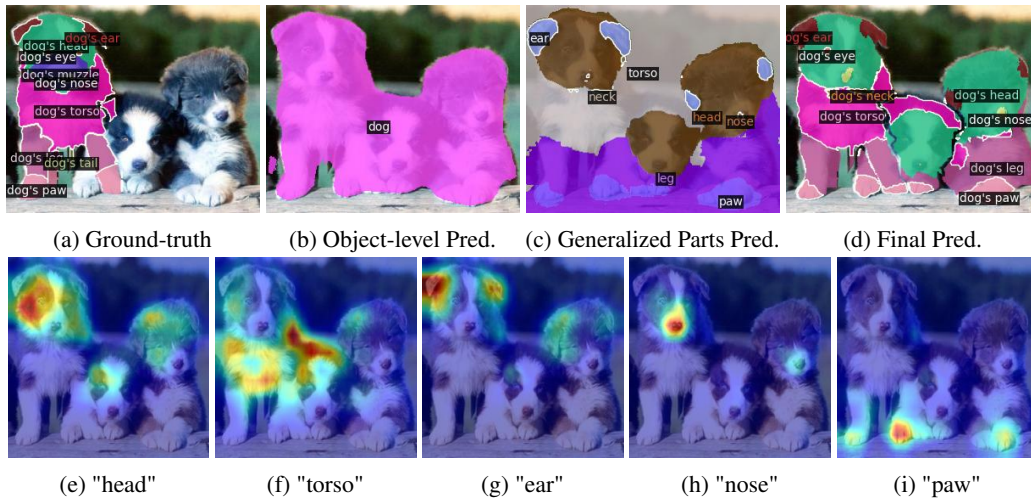 dog's ear
dog's head
dog's eye
dog's muzzle
dog's nose
dog's torso
dog's tail
dog's paw
dog
ear
torso
neck
head
nose
leg
paw
dog's ear
dog's eye
dog's head
dog's neck
dog's torso
dog's nose
dog's leg
dog's paw
(a) Ground-truth
(b) Object-level Pred.
(c) Generalized Parts Pred.
(d) Final Pred.
(e) "head"
(f) "torso"
(g) "ear"
(h) "nose"
(i) "paw"